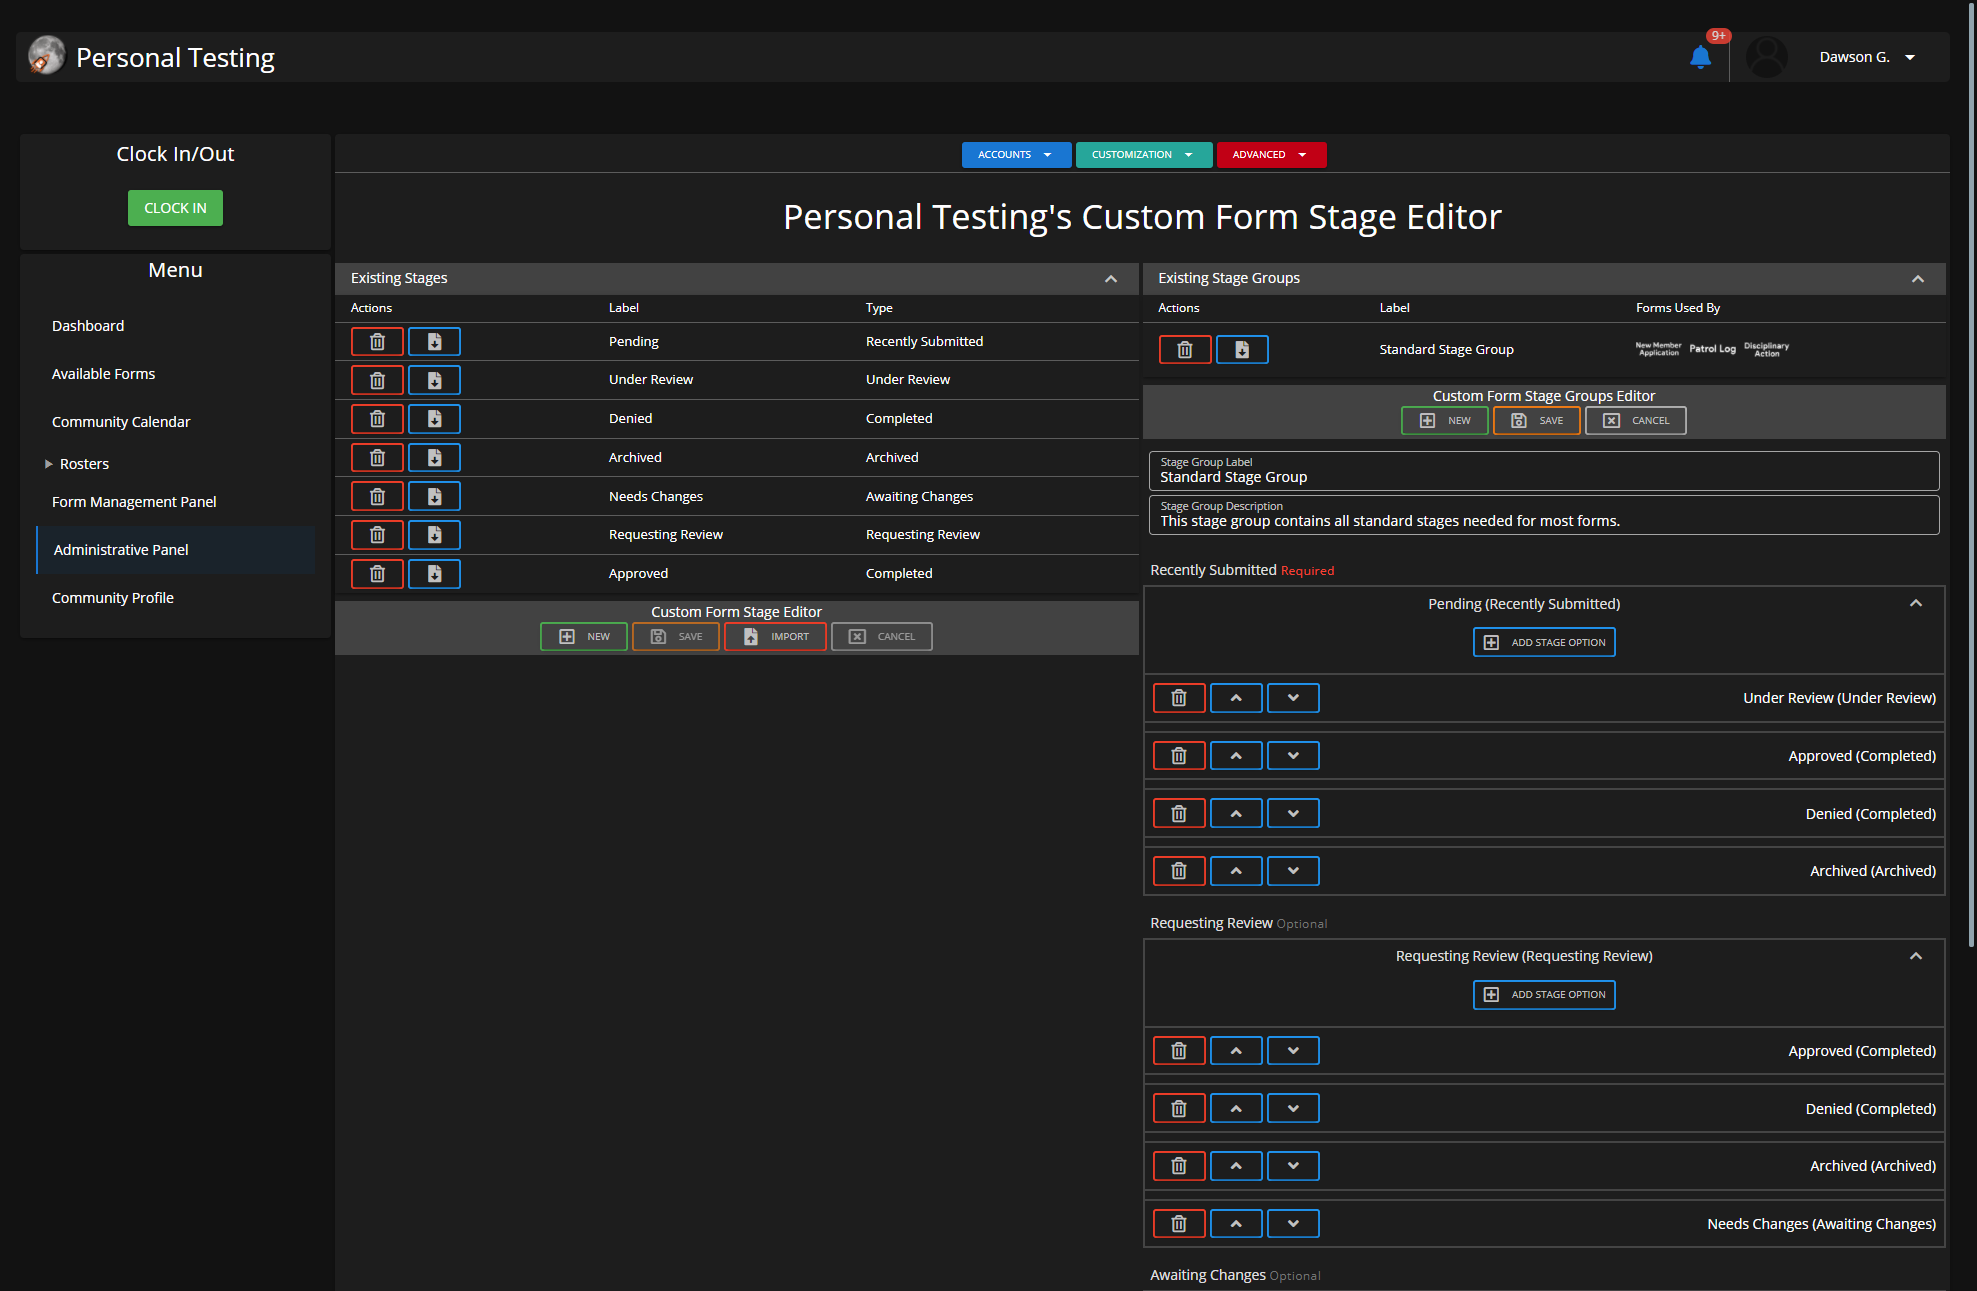 Personal Testing
9+
Dawson G.
Clock In/Out
CLOCK IN
Menu
Dashboard
Available Forms
Community Calendar
Rosters
Form Management Panel
Administrative Panel
Community Profile
ACCOUNTS
CUSTOMIZATION
ADVANCED
Personal Testing's Custom Form Stage Editor
Existing Stages
Actions Label Type
Pending Recently Submitted
Under Review Under Review
Denied Completed
Archived Archived
Needs Changes Awaiting Changes
Requesting Review Requesting Review
Approved Completed
Custom Form Stage Editor
NEW SAVE IMPORT CANCEL
Existing Stage Groups
Actions Label Forms Used By
Standard Stage Group
New Member
Application
Patrol Log
Disciplinary
Action
Custom Form Stage Groups Editor
NEW SAVE CANCEL
Stage Group Label
Standard Stage Group
Stage Group Description
This stage group contains all standard stages needed for most forms.
Recently Submitted Required
Pending (Recently Submitted)
ADD STAGE OPTION
Under Review (Under Review)
Approved (Completed)
Denied (Completed)
Archived (Archived)
Requesting Review Optional
Requesting Review (Requesting Review)
ADD STAGE OPTION
Approved (Completed)
Denied (Completed)
Archived (Archived)
Needs Changes (Awaiting Changes)
Awaiting Changes Optional